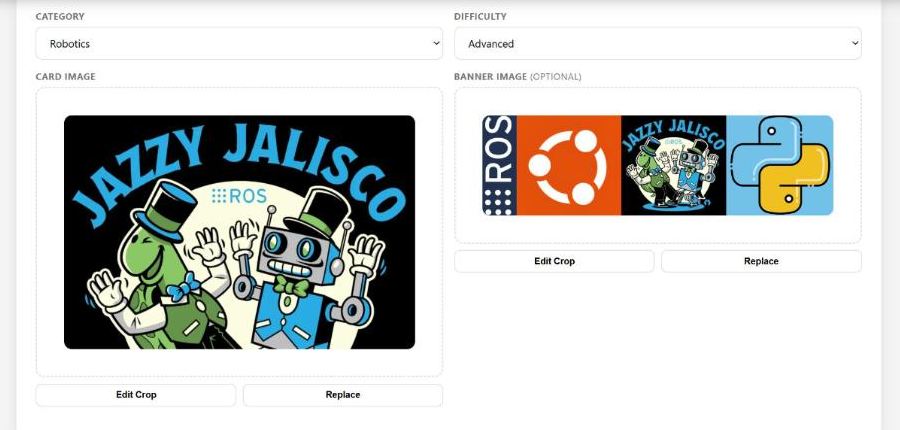 CATEGORY
Robotics
DIFFICULTY
Advanced
CARD IMAGE
JAZZY JALISCO
ROS
Edit Crop
Replace
BANNER IMAGE (OPTIONAL)
ROS
JAZZY JALISCO
ROS
Edit Crop
Replace